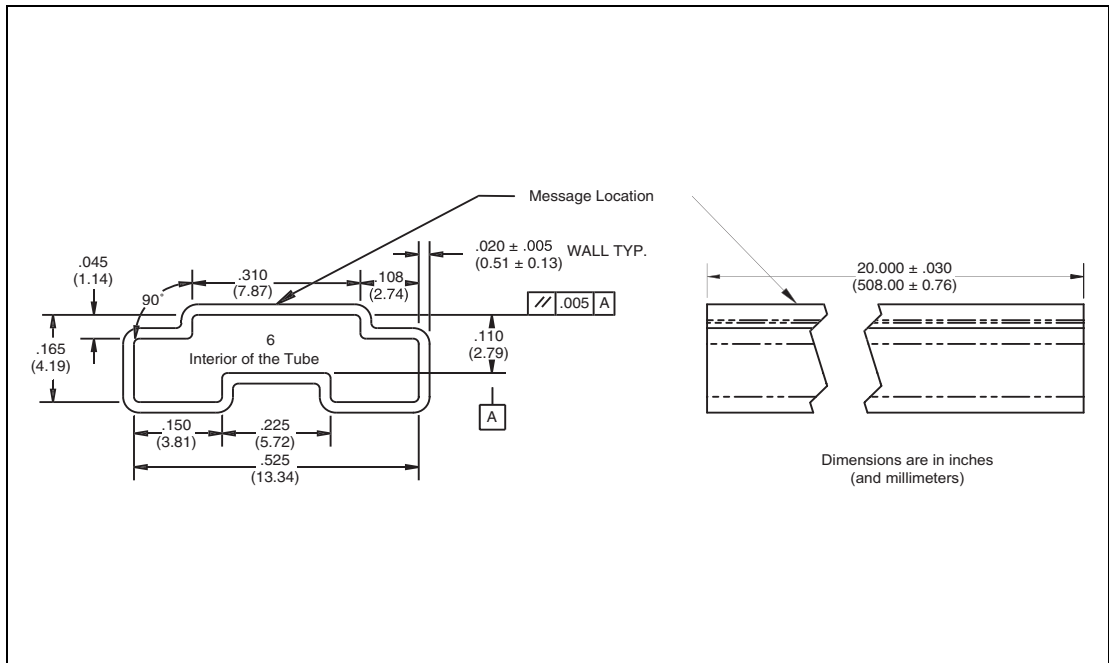 Message Location
.020 ± .005 WALL TYP.
(0.51 ± 0.13)
.045
(1.14)
.310
(7.87)
.108
(2.74)
90°
// .005 A
.165
(4.19)
6
Interior of the Tube
.110
(2.79)
A
.150
(3.81)
.225
(5.72)
.525
(13.34)
20.000 ± .030
(508.00 ± 0.76)
Dimensions are in inches
(and millimeters)